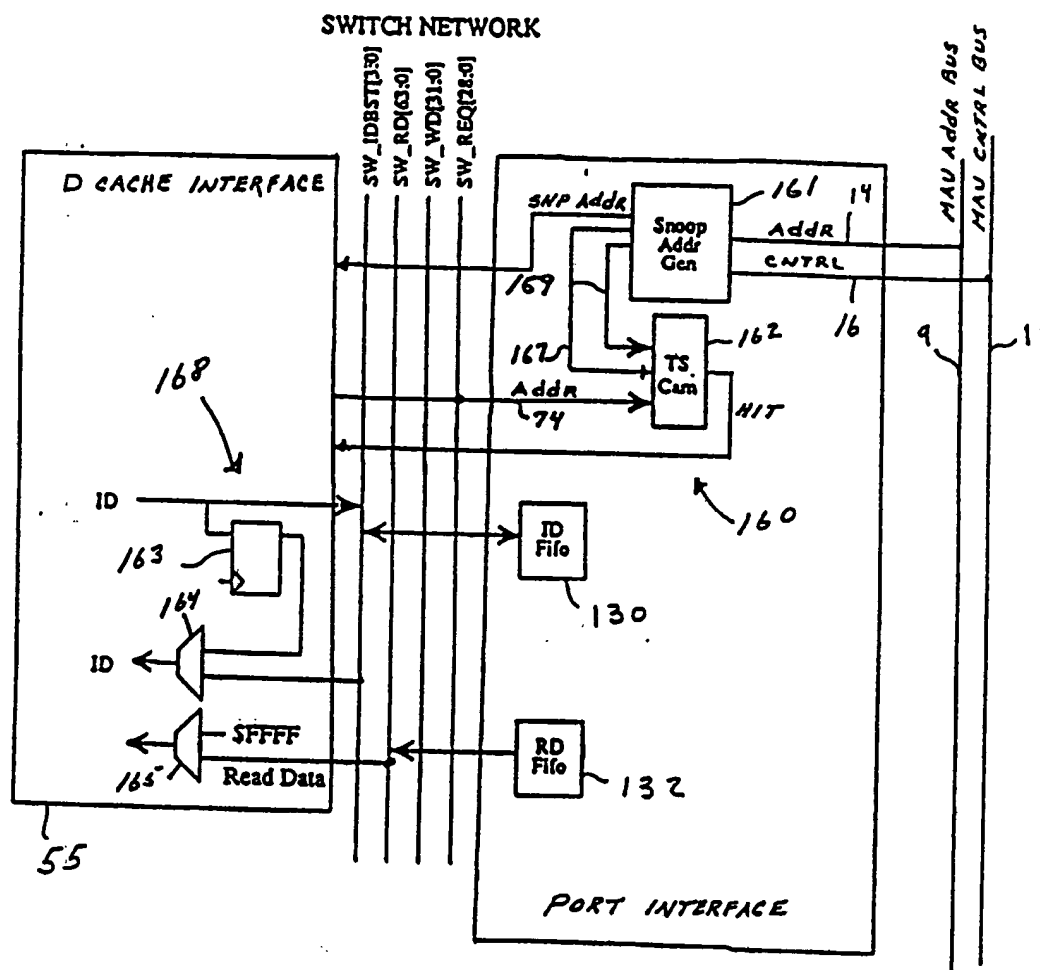 SWITCH NETWORK
SW_IDBST[3:0]
SW_RD[63:0]
SW_WD[31:0]
SW_REQ[28:0]
MAU Addr BUS
MAU CNTRL BUS
D CACHE INTERFACE
SNP Addr
Snoop
Addr
Gen
161
Addr
14
CNTRL
16
169
167
162
TS.
Cam
9
1
168
Addr
74
HIT
160
ID
163
ID
Fifo
130
164
ID
$FFFF
165
Read Data
RD
Fifo
132
55
PORT INTERFACE